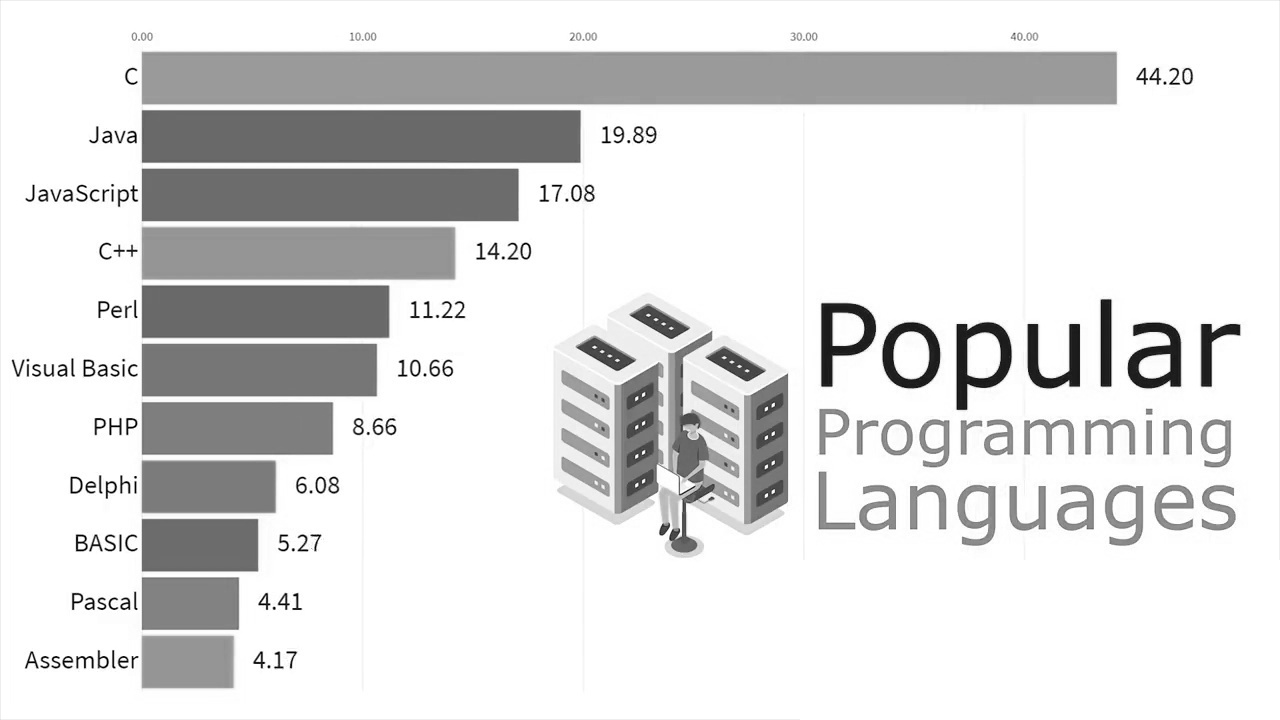 0.00 10.00 20.00 30.00 40.00
C 44.20
Java 19.89
JavaScript 17.08
C++ 14.20
Perl 11.22
Visual Basic 10.66
PHP 8.66
Delphi 6.08
BASIC 5.27
Pascal 4.41
Assembler 4.17
Popular
Programming
Languages